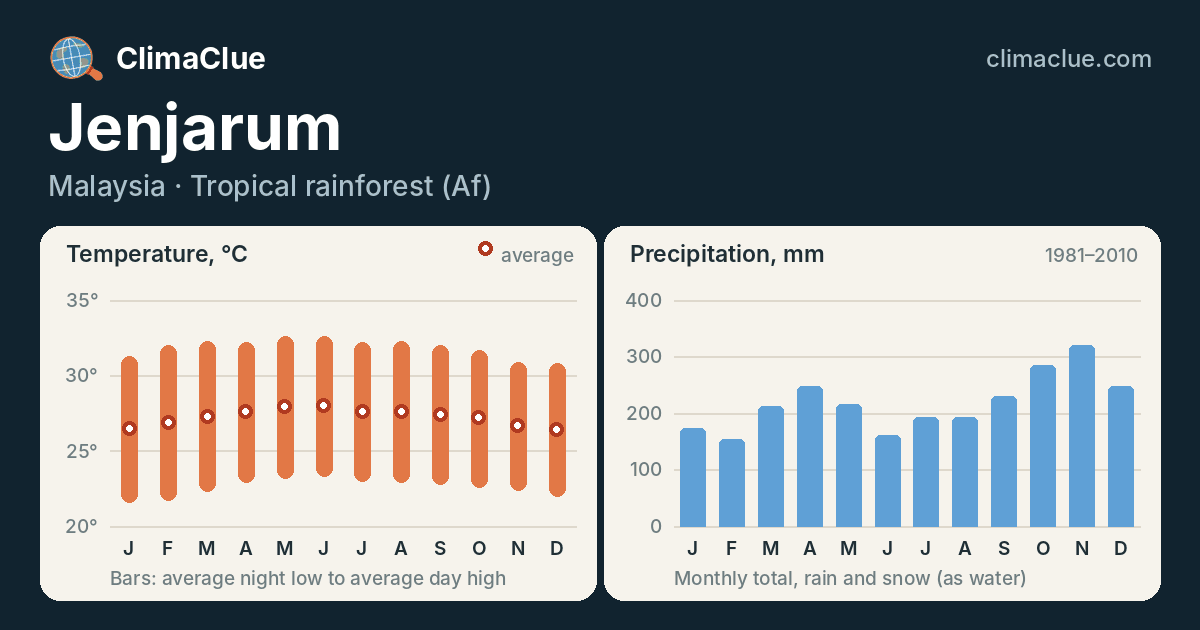 ClimaClue
climaclue.com
Jenjarum
Malaysia · Tropical rainforest (Af)
Temperature, °C
average
35°
30°
25°
20°
J F M A M J J A S O N D
Bars: average night low to average day high
Precipitation, mm
1981–2010
400
300
200
100
0
J F M A M J J A S O N D
Monthly total, rain and snow (as water)